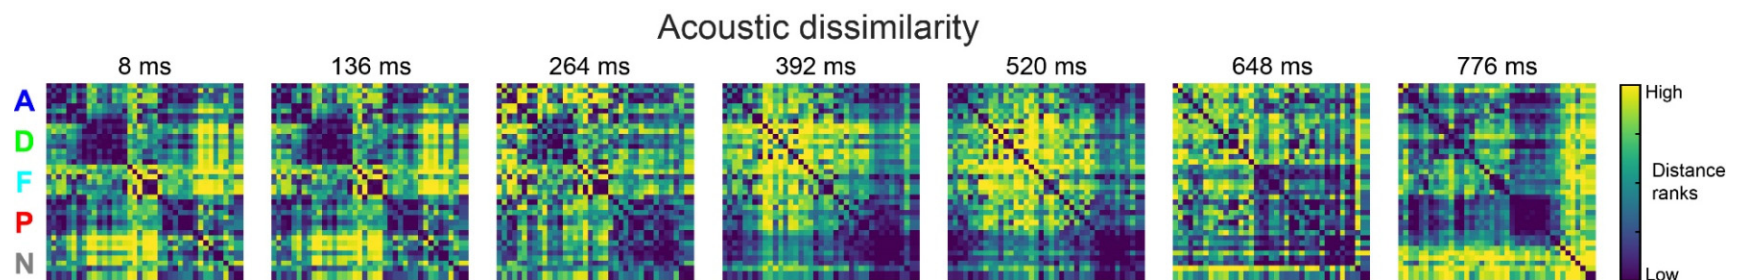 Acoustic dissimilarity
8 ms 136 ms 264 ms 392 ms 520 ms 648 ms 776 ms
A
D
F
P
N
High
Distance
ranks
Low